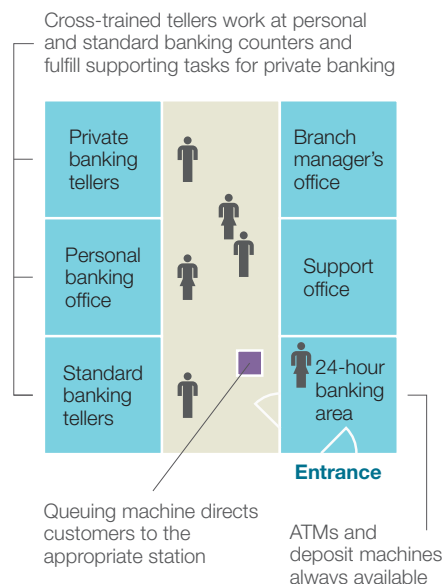 Cross-trained tellers work at personal
and standard banking counters and
fulfill supporting tasks for private banking
Private
banking
tellers
Branch
manager's
office
Personal
banking
office
Support
office
Standard
banking
tellers
24-hour
banking
area
Entrance
Queuing machine directs
customers to the
appropriate station
ATMs and
deposit machines
always available